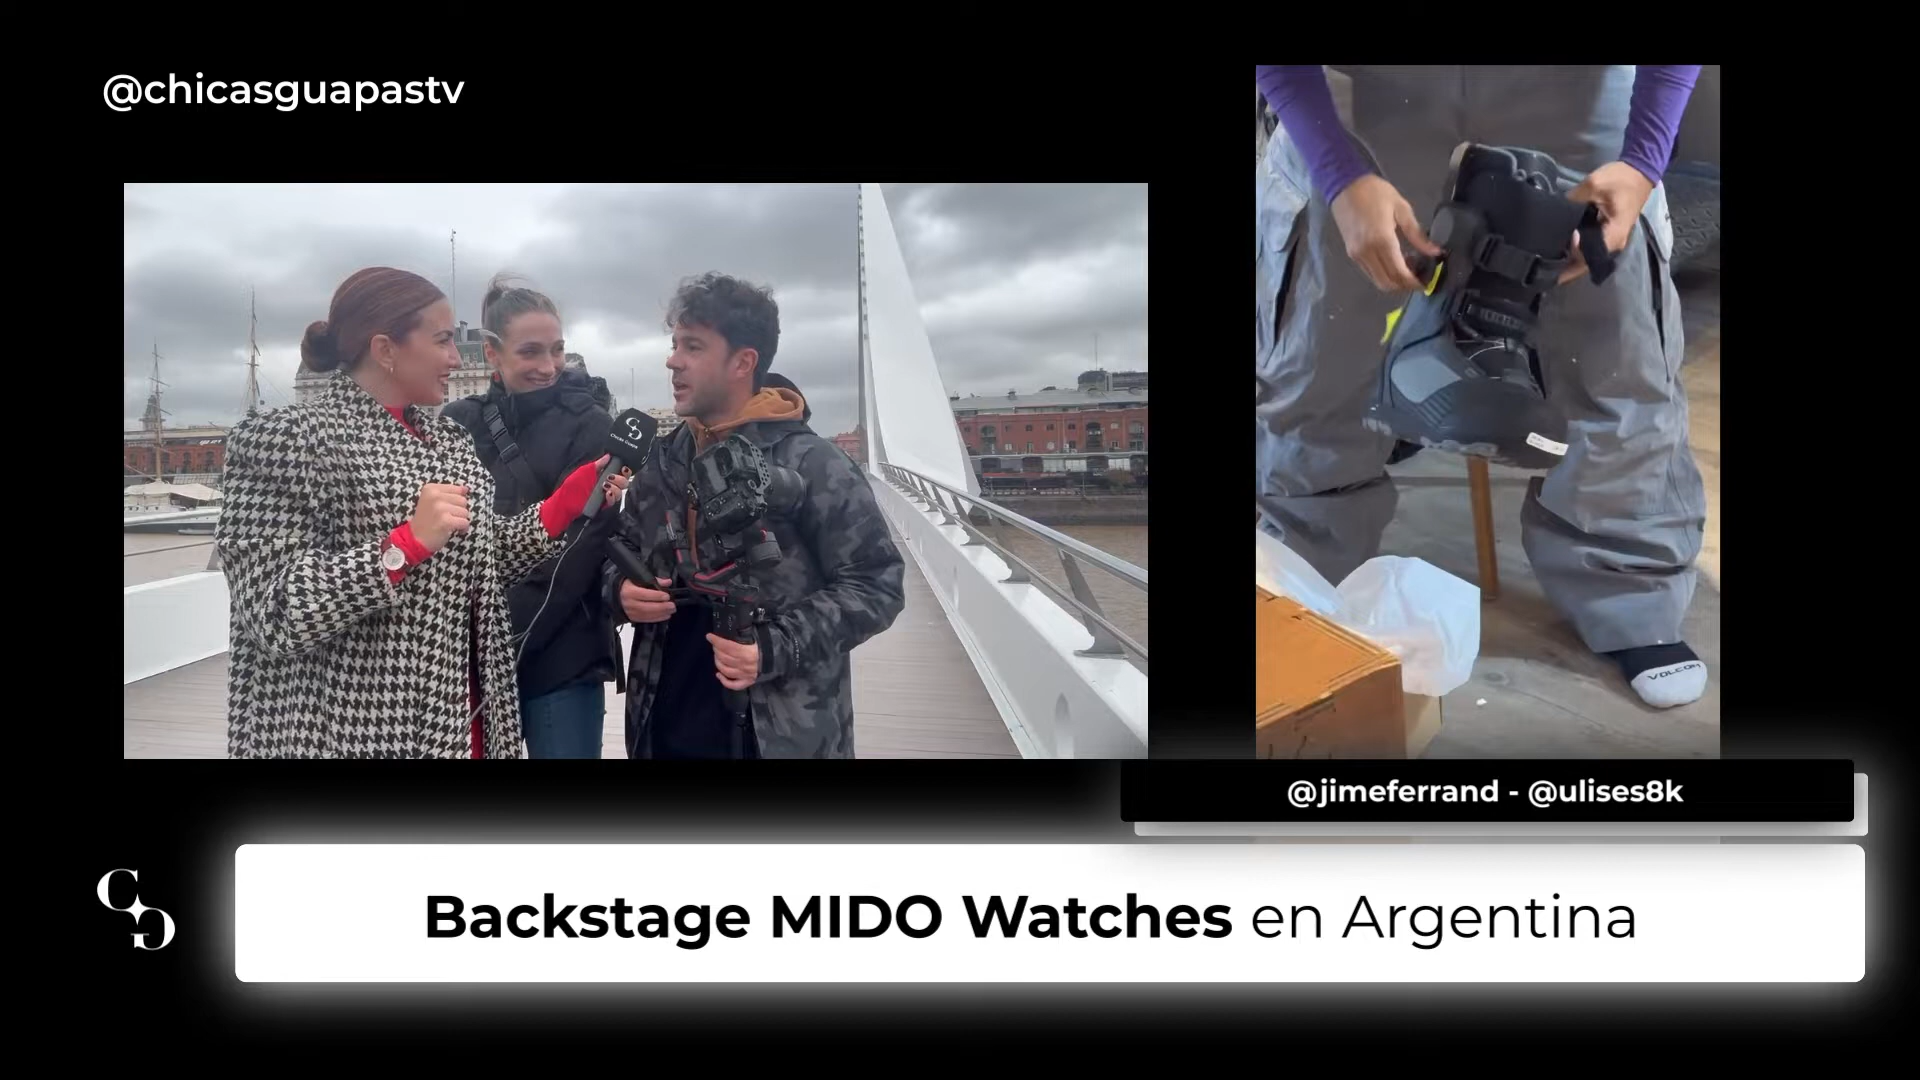 @chicasguapastv
VOLCOM
@jimeferrand - @ulises8k
CG
Backstage MIDO Watches en Argentina